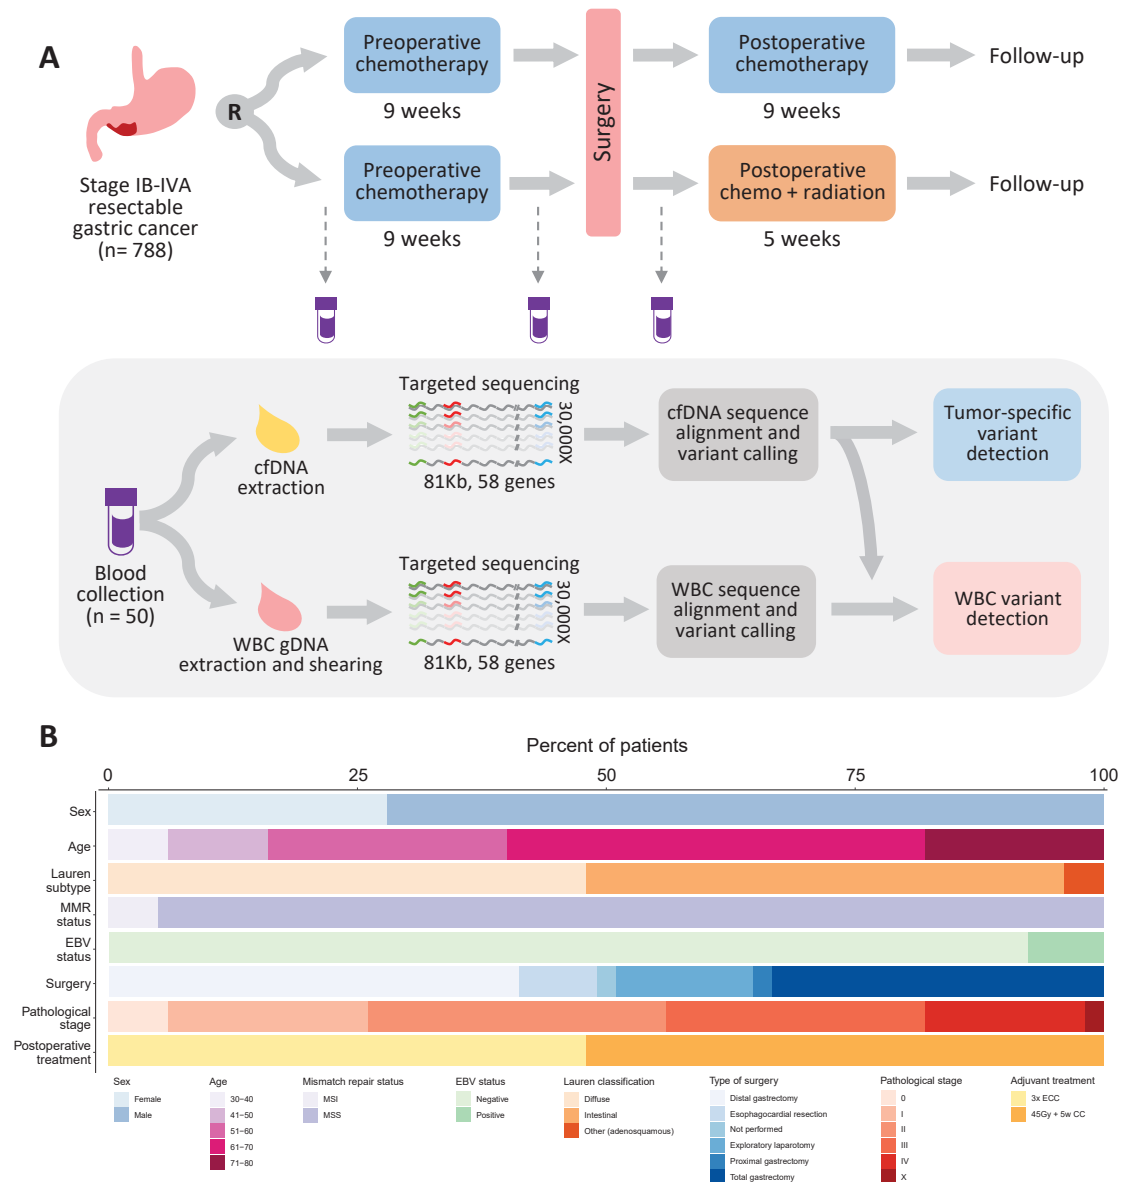 A
Stage IB-IVA
resectable
gastric cancer
(n= 788)
R
Preoperative
chemotherapy
9 weeks
Preoperative
chemotherapy
9 weeks
Surgery
Postoperative
chemotherapy
9 weeks
Follow-up
Postoperative
chemo + radiation
5 weeks
Follow-up
Blood
collection
(n = 50)
cfDNA
extraction
Targeted sequencing
30,000X
81Kb, 58 genes
cfDNA sequence
alignment and
variant calling
Tumor-specific
variant
detection
WBC gDNA
extraction and shearing
Targeted sequencing
30,000X
81Kb, 58 genes
WBC sequence
alignment and
variant calling
WBC variant
detection
B
Percent of patients
0 25 50 75 100
Sex
Age
Lauren
subtype
MMR
status
EBV
status
Surgery
Pathological
stage
Postoperative
treatment
Sex
Female
Male
Age
30−40
41−50
51−60
61−70
71−80
Mismatch repair status
MSI
MSS
EBV status
Negative
Positive
Lauren classification
Diffuse
Intestinal
Other (adenosquamous)
Type of surgery
Distal gastrectomy
Esophagocardial resection
Not performed
Exploratory laparotomy
Proximal gastrectomy
Total gastrectomy
Pathological stage
0
I
II
III
IV
X
Adjuvant treatment
3x ECC
45Gy + 5w CC